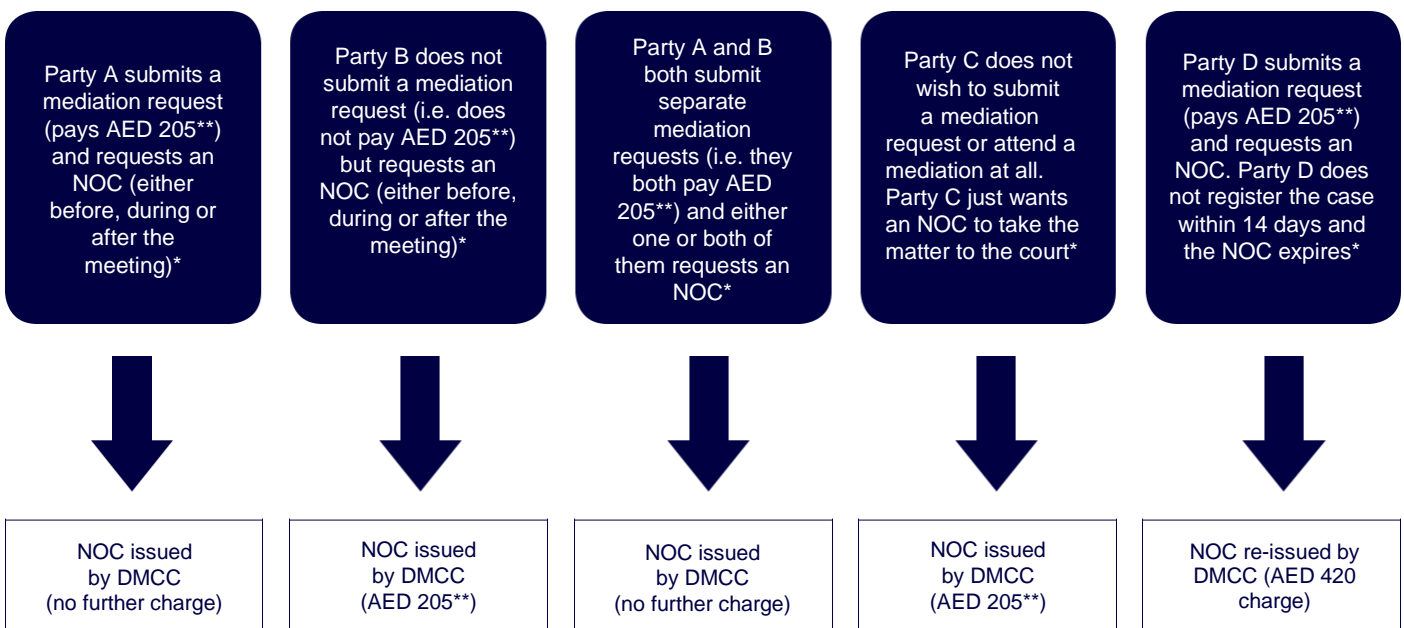 Party A submits a
mediation request
(pays AED 205**)
and requests an
NOC (either
before, during or
after the
meeting)*
Party B does not
submit a mediation
request (i.e. does
not pay AED 205**)
but requests an
NOC (either before,
during or after the
meeting)*
Party A and B
both submit
separate
mediation
requests (i.e. they
both pay AED
205**) and either
one or both of
them requests an
NOC*
Party C does not
wish to submit
a mediation
request or attend a
mediation at all.
Party C just wants
an NOC to take the
matter to the court*
Party D submits a
mediation request
(pays AED 205**)
and requests an
NOC. Party D does
not register the case
within 14 days and
the NOC expires*
NOC issued
by DMCC
(no further charge)
NOC issued
by DMCC
(AED 205**)
NOC issued
by DMCC
(no further charge)
NOC issued
by DMCC
(AED 205**)
NOC re-issued by
DMCC (AED 420
charge)